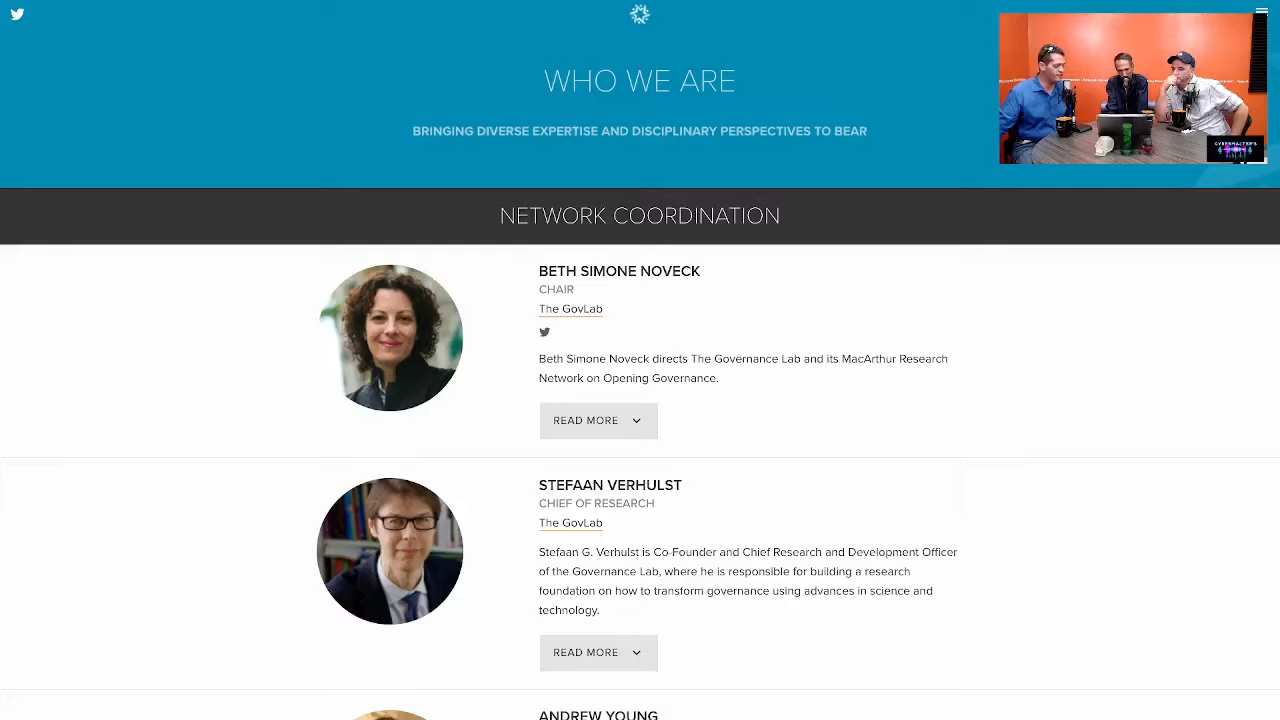 WHO WE ARE
BRINGING DIVERSE EXPERTISE AND DISCIPLINARY PERSPECTIVES TO BEAR
NETWORK COORDINATION
BETH SIMONE NOVECK
CHAIR
The GovLab
Beth Simone Noveck directs The Governance Lab and its MacArthur Research
Network on Opening Governance.
READ MORE
STEFAAN VERHULST
CHIEF OF RESEARCH
The GovLab
Stefaan G. Verhulst is Co-Founder and Chief Research and Development Officer
of the Governance Lab, where he is responsible for building a research
foundation on how to transform governance using advances in science and
technology.
READ MORE
ANDREW YOUNG